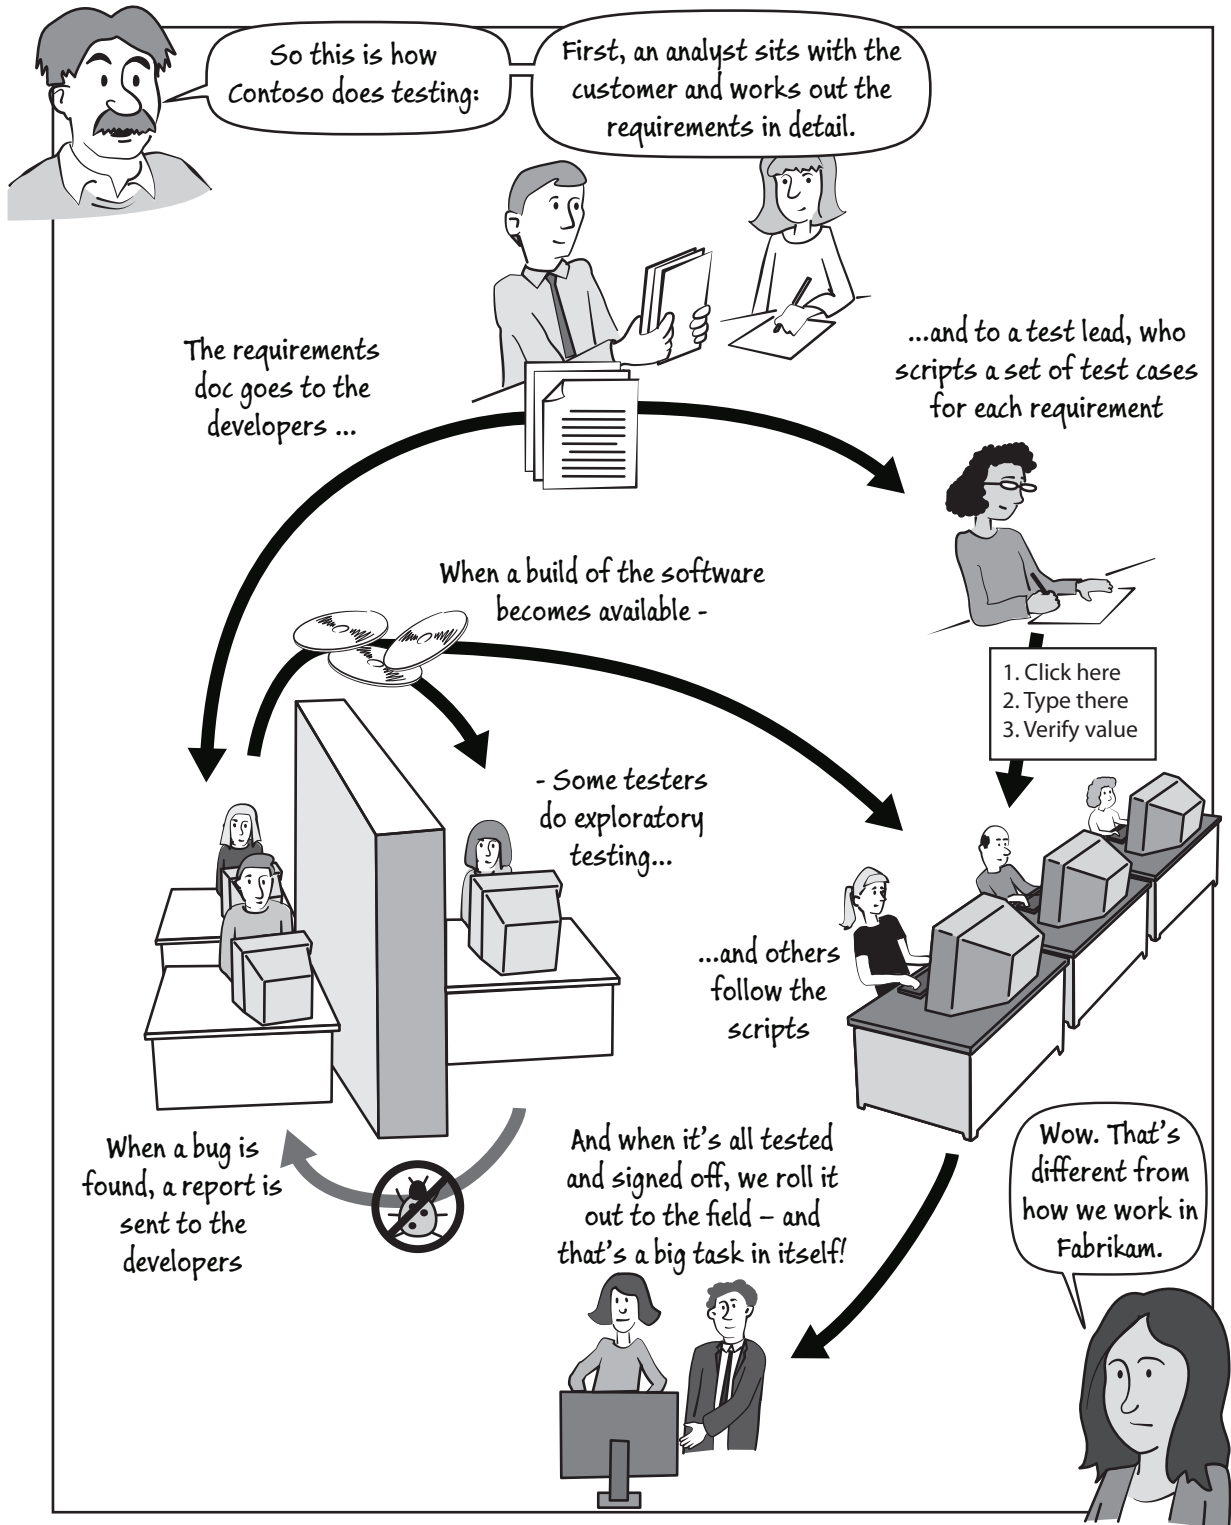 So this is how
Contoso does testing:
First, an analyst sits with the
customer and works out the
requirements in detail.
The requirements
doc goes to the
developers ...
...and to a test lead, who
scripts a set of test cases
for each requirement
When a build of the software
becomes available -
1. Click here
2. Type there
3. Verify value
- Some testers
do exploratory
testing...
...and others
follow the
scripts
When a bug is
found, a report is
sent to the
developers
And when it's all tested
and signed off, we roll it
out to the field – and
that's a big task in itself!
Wow. That's
different from
how we work in
Fabrikam.